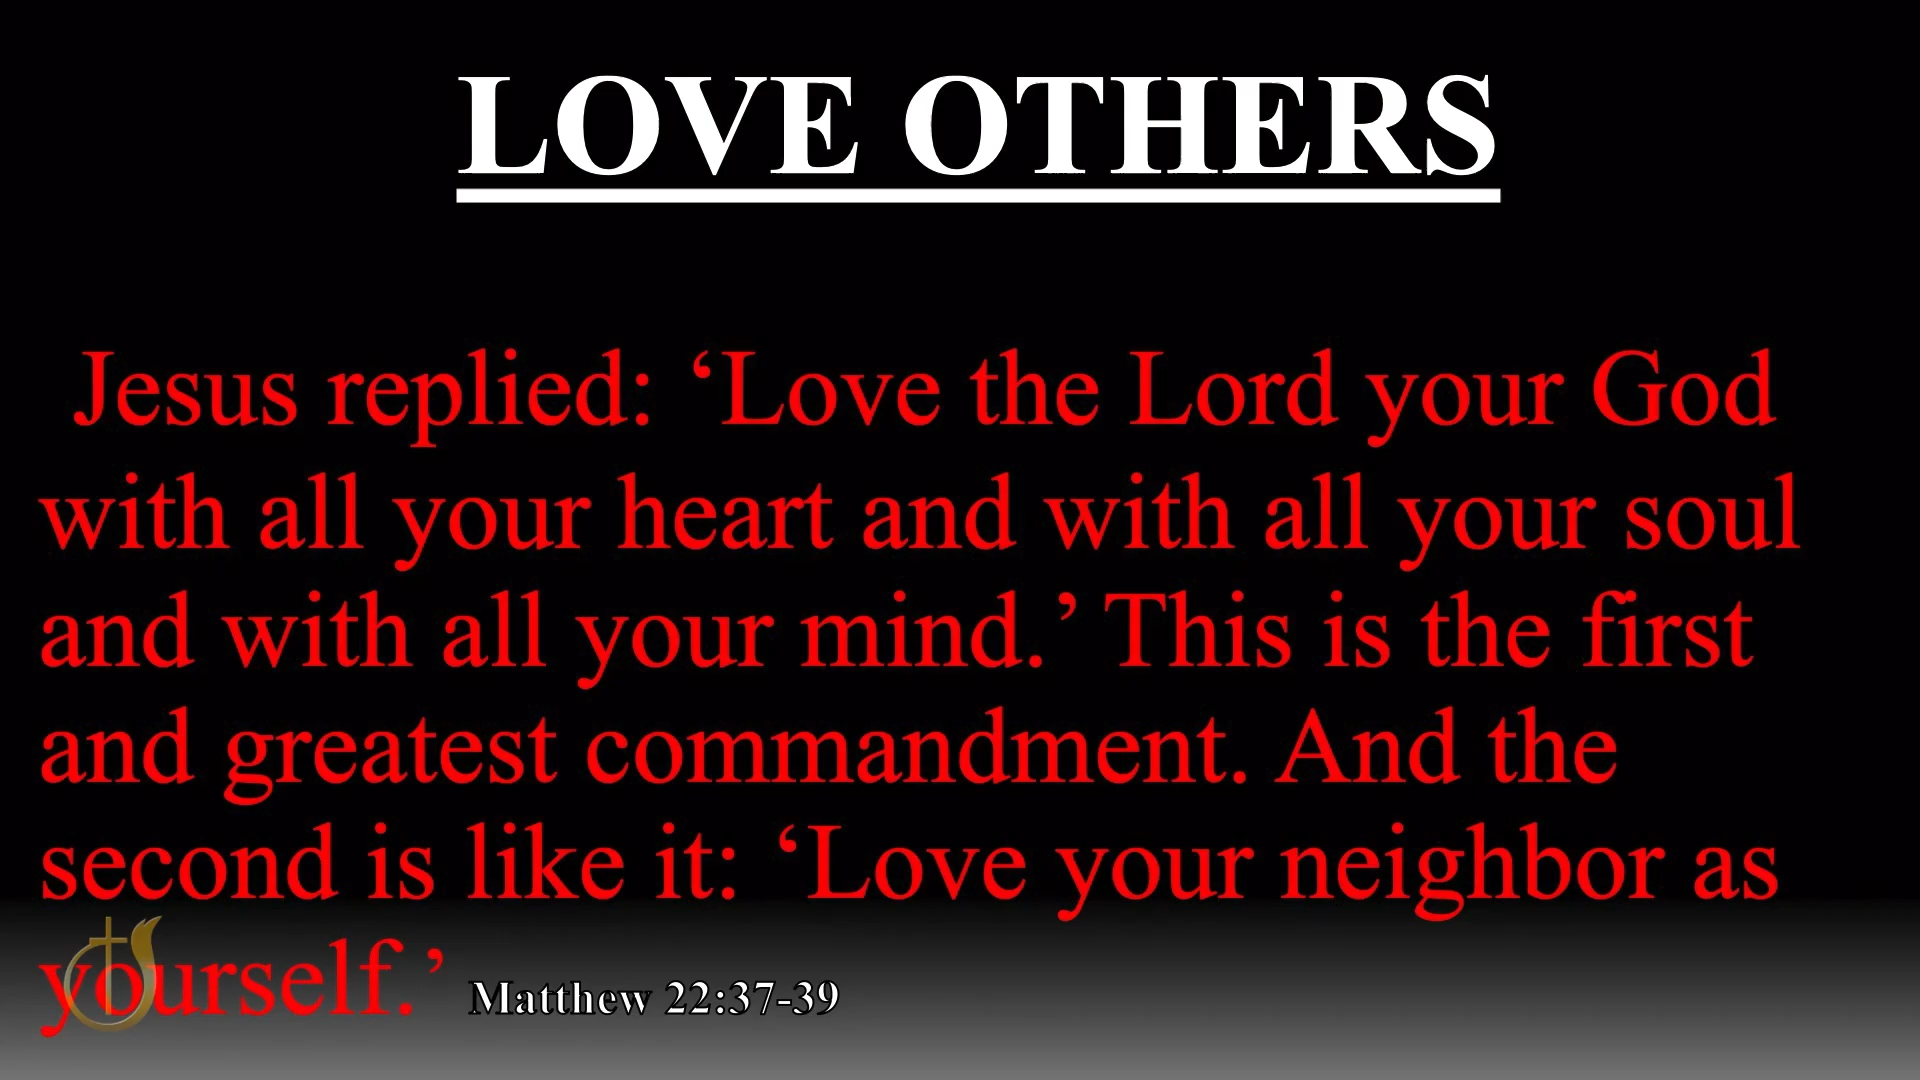 LOVE OTHERS
Jesus replied: ‘Love the Lord your God
with all your heart and with all your soul
and with all your mind.’ This is the first
and greatest commandment. And the
second is like it: ‘Love your neighbor as
yourself.’ Matthew 22:37-39